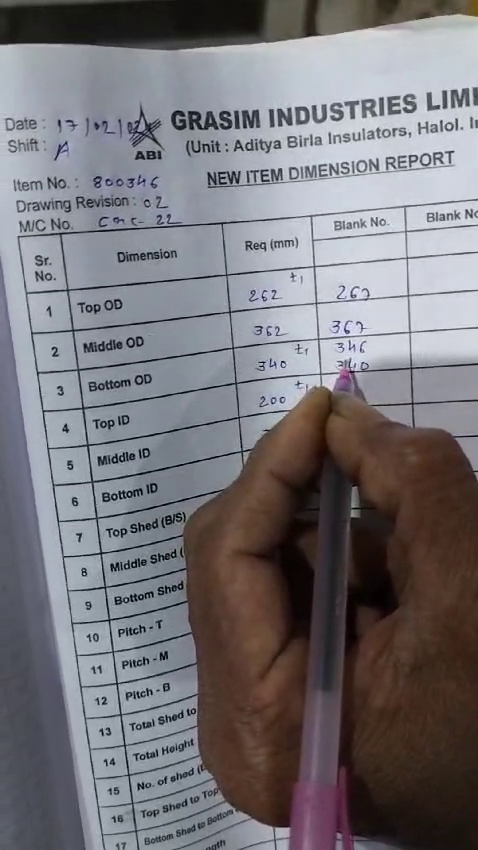 Date : 17/02/02
GRASIM INDUSTRIES LIMI
Shift : A
ABI
(Unit : Aditya Birla Insulators, Halol. In
Item No. : 800346
NEW ITEM DIMENSION REPORT
Drawing Revision : 02
M/C No. CNC-22
Sr. No. Dimension Req (mm) Blank No. Blank No
1 Top OD 262 ±1 267
2 Middle OD 362 367
346
3 Bottom OD 340 ±1 340
4 Top ID 200 ±1
5 Middle ID
6 Bottom ID
7 Top Shed (B/S)
8 Middle Shed (
9 Bottom Shed
10 Pitch - T
11 Pitch - M
12 Pitch - B
13 Total Shed to
14 Total Height
15 No. of shed (
16 Top Shed to Top
17 Bottom Shed to Bottom